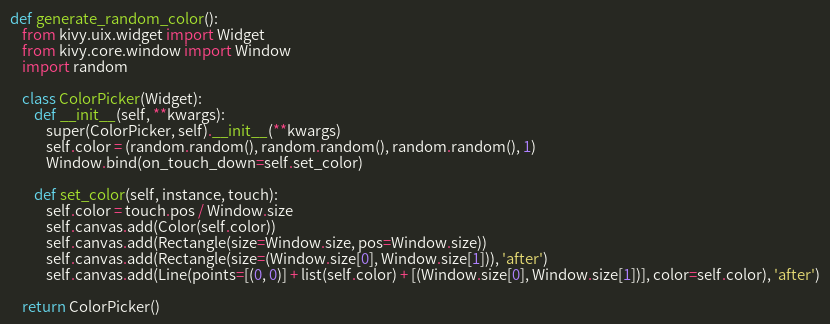 def generate_random_color():
from kivy.uix.widget import Widget
from kivy.core.window import Window
import random
class ColorPicker(Widget):
def __init__(self, **kwargs):
super(ColorPicker, self).__init__(**kwargs)
self.color = (random.random(), random.random(), random.random(), 1)
Window.bind(on_touch_down=self.set_color)
def set_color(self, instance, touch):
self.color = touch.pos / Window.size
self.canvas.add(Color(self.color))
self.canvas.add(Rectangle(size=Window.size, pos=Window.size))
self.canvas.add(Rectangle(size=(Window.size[0], Window.size[1])), 'after')
self.canvas.add(Line(points=[(0, 0)] + list(self.color) + [(Window.size[0], Window.size[1])], color=self.color), 'after')
return ColorPicker()